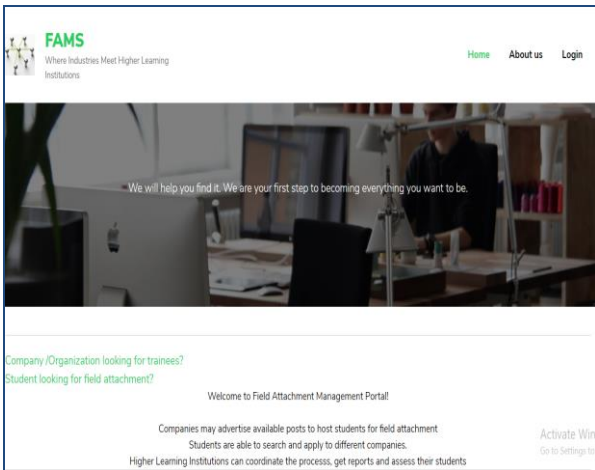 FAMS
Where Industries Meet Higher Learning
Institutions
Home About us Login
We will help you find it. We are your first step to becoming everything you want to be.
Company /Organization looking for trainees?
Student looking for field attachment?
Welcome to Field Attachment Management Portal!
Companies may advertise available posts to host students for field attachment
Students are able to search and apply to different companies.
Higher Learning Institutions can coordinate the processs, get reports and assess their students
Activate Win
Go to Settings to